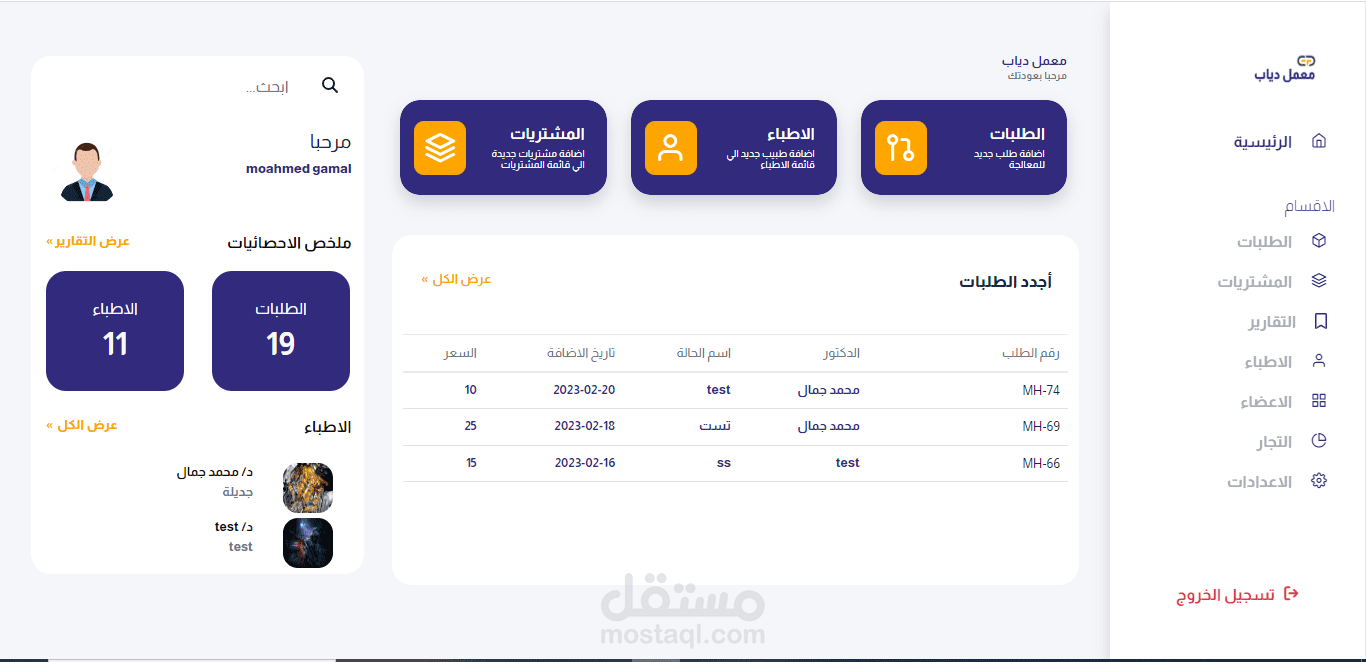 معمل دياب
الرئيسية
الاقسام
الطلبات
المشتريات
التقارير
الاطباء
الاعضاء
التجار
الاعدادات
تسجيل الخروج
معمل دياب
مرحبا بعودتك
الطلبات
اضافة طلب جديد
للمعالجة
الاطباء
اضافة طبيب جديد الي
قائمة الاطباء
المشتريات
اضافة مشتريات جديدة
الي قائمة المشتريات
أجدد الطلبات
عرض الكل »
رقم الطلب الدكتور اسم الحالة تاريخ الاضافة السعر
MH-74 محمد جمال test 2023-02-20 10
MH-69 محمد جمال تست 2023-02-18 25
MH-66 test ss 2023-02-16 15
ابحث...
مرحبا
moahmed gamal
ملخص الاحصائيات
عرض التقارير »
الطلبات
19
الاطباء
11
الاطباء
عرض الكل »
د/ محمد جمال
جديلة
د/ test
test
مستقل
mostaql.com